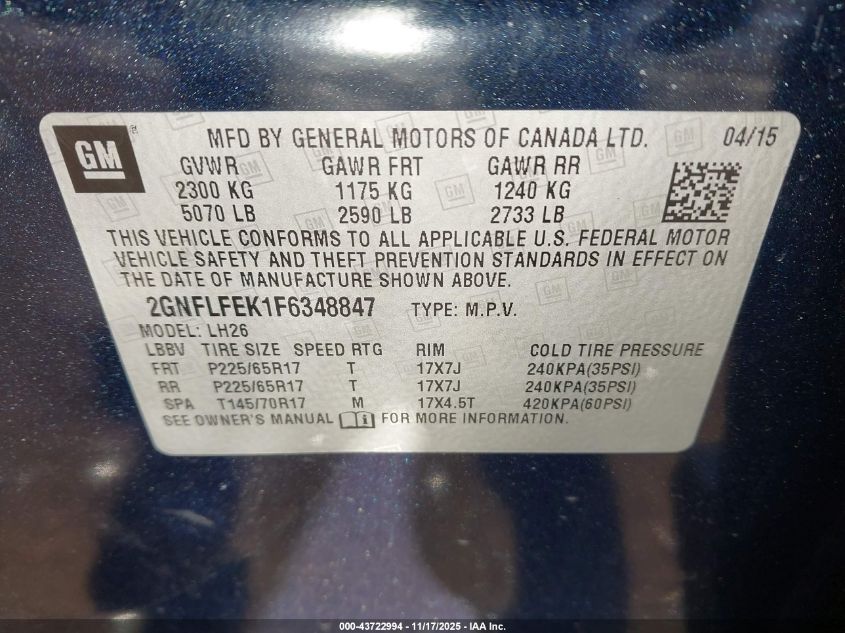 GM
MFD BY GENERAL MOTORS OF CANADA LTD. 04/15
GVWR GAWR FRT GAWR RR
2300 KG 1175 KG 1240 KG
5070 LB 2590 LB 2733 LB
THIS VEHICLE CONFORMS TO ALL APPLICABLE U.S. FEDERAL MOTOR
VEHICLE SAFETY AND THEFT PREVENTION STANDARDS IN EFFECT ON
THE DATE OF MANUFACTURE SHOWN ABOVE.
2GNFLFEK1F6348847 TYPE: M.P.V.
MODEL: LH26
LBBV TIRE SIZE SPEED RTG RIM COLD TIRE PRESSURE
FRT P225/65R17 T 17X7J 240KPA(35PSI)
RR P225/65R17 T 17X7J 240KPA(35PSI)
SPA T145/70R17 M 17X4.5T 420KPA(60PSI)
SEE OWNER'S MANUAL FOR MORE INFORMATION.
000-43722994 - 11/17/2025 - IAA Inc.